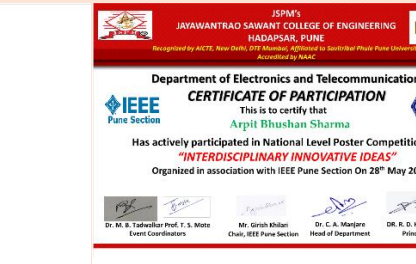 JSPM's
JAYAWANTRAO SAWANT COLLEGE OF ENGINEERING
HADAPSAR, PUNE
Recognized by AICTE, New Delhi, DTE Mumbai, Affiliated to Savitribai Phule Pune
Accredited by NAAC
Department of Electronics and
CERTIFICATE OF PARTICIPATION
IEEE
Pune Section
This is to certify that
Arpit Bhushan Sharma
Has actively participated in National Level Poster
"INTERDISCIPLINARY INNOVATIVE IDEAS"
Organized in association with IEEE Pune Section On 28th May
Dr. M. B. Tadwalkar Prof. T. S. Mote
Event Coordinators
Mr. Girish Khilari
Chair, IEEE Pune Section
Dr. C. A. Manjare
Head of Department
DR. R. D.